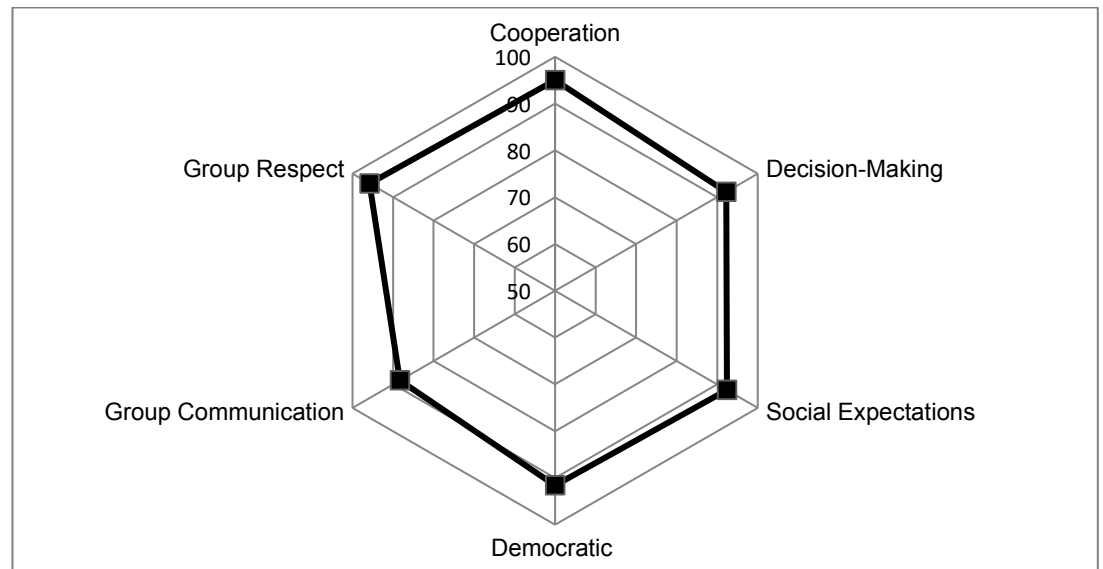 Cooperation
100
90
Group Respect
Decision-Making
80
70
60
50
Group Communication
Social Expectations
Democratic